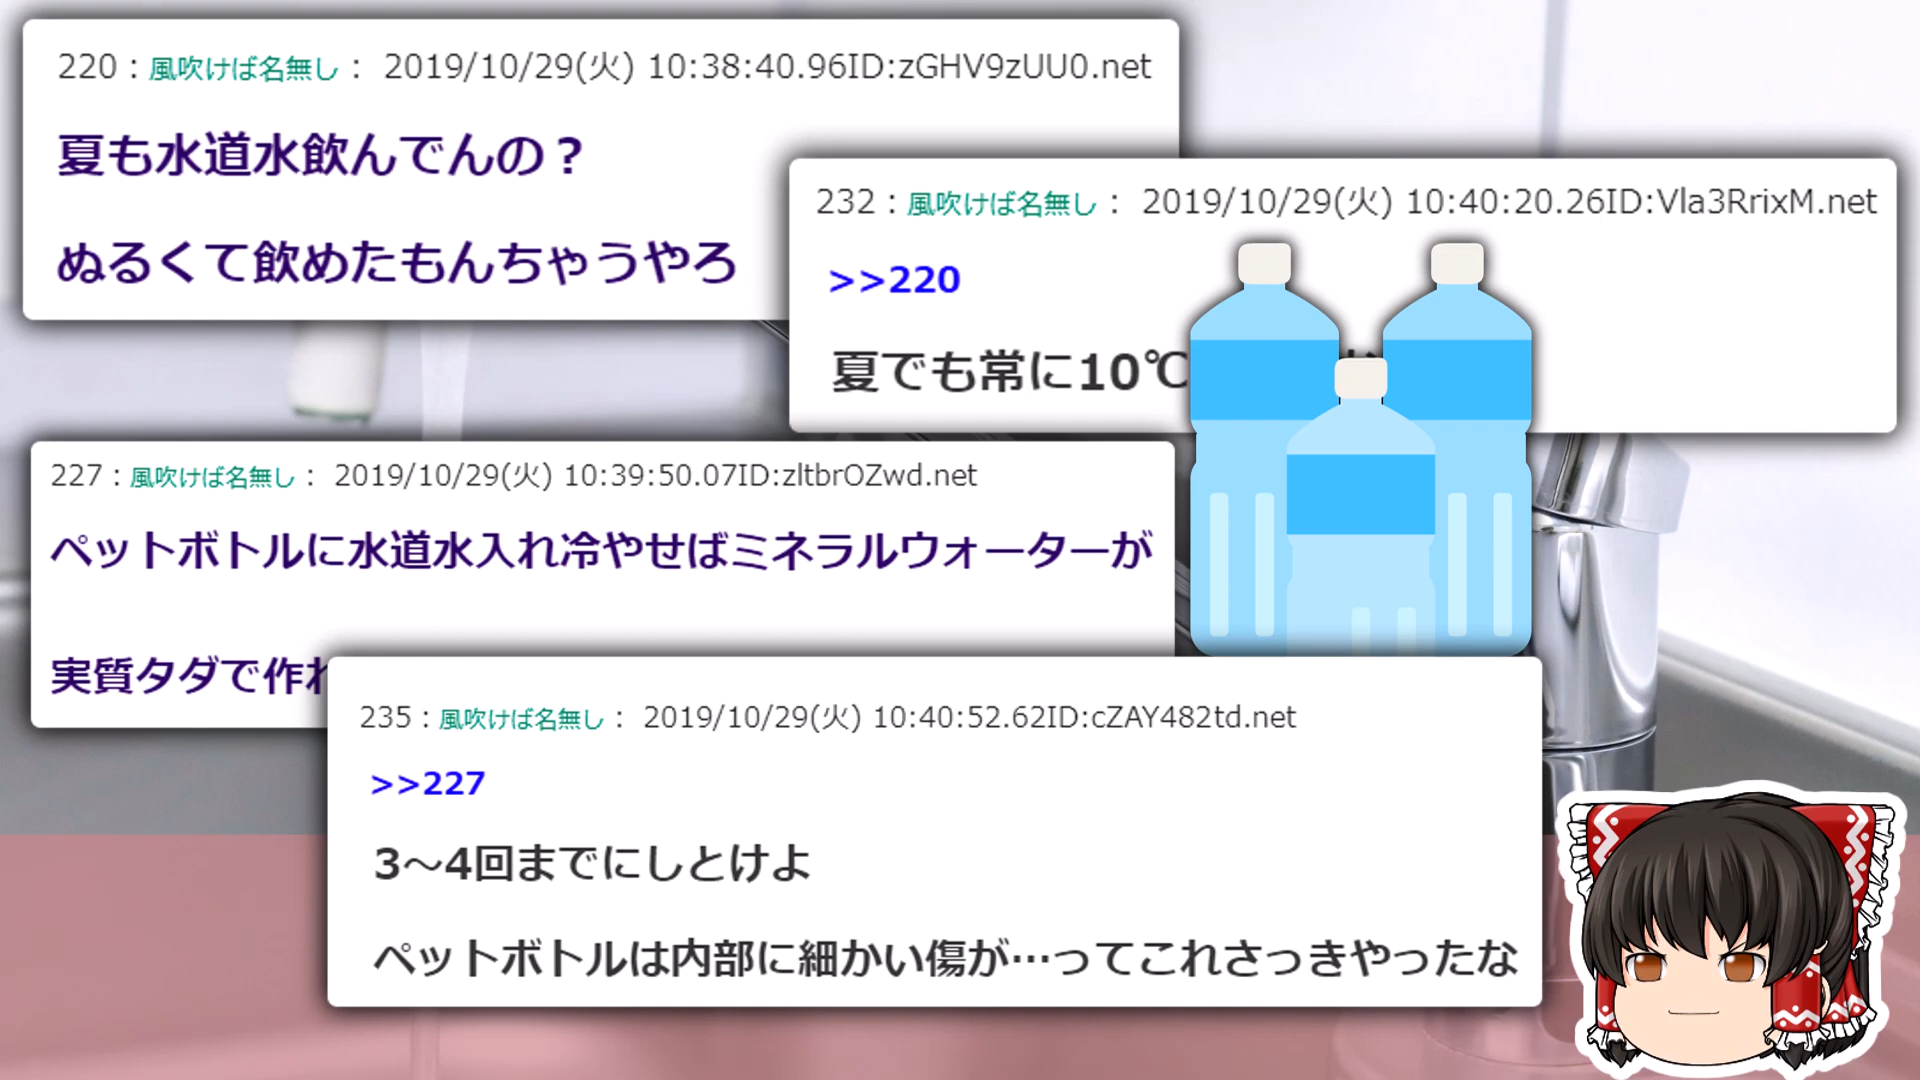 220：風吹けば名無し： 2019/10/29(火) 10:38:40.96ID:zGHV9zUU0.net
夏も水道水飲んでんの？
ぬるくて飲めたもんちゃうやろ
232：風吹けば名無し： 2019/10/29(火) 10:40:20.26ID:Vla3RrixM.net
>>220
夏でも常に10℃
227：風吹けば名無し： 2019/10/29(火) 10:39:50.07ID:zltbrOZwd.net
ペットボトルに水道水入れ冷やせばミネラルウォーターが
実質タダで作れ
235：風吹けば名無し： 2019/10/29(火) 10:40:52.62ID:cZAY482td.net
>>227
3～4回までにしとけよ
ペットボトルは内部に細かい傷が…ってこれさっきやったな